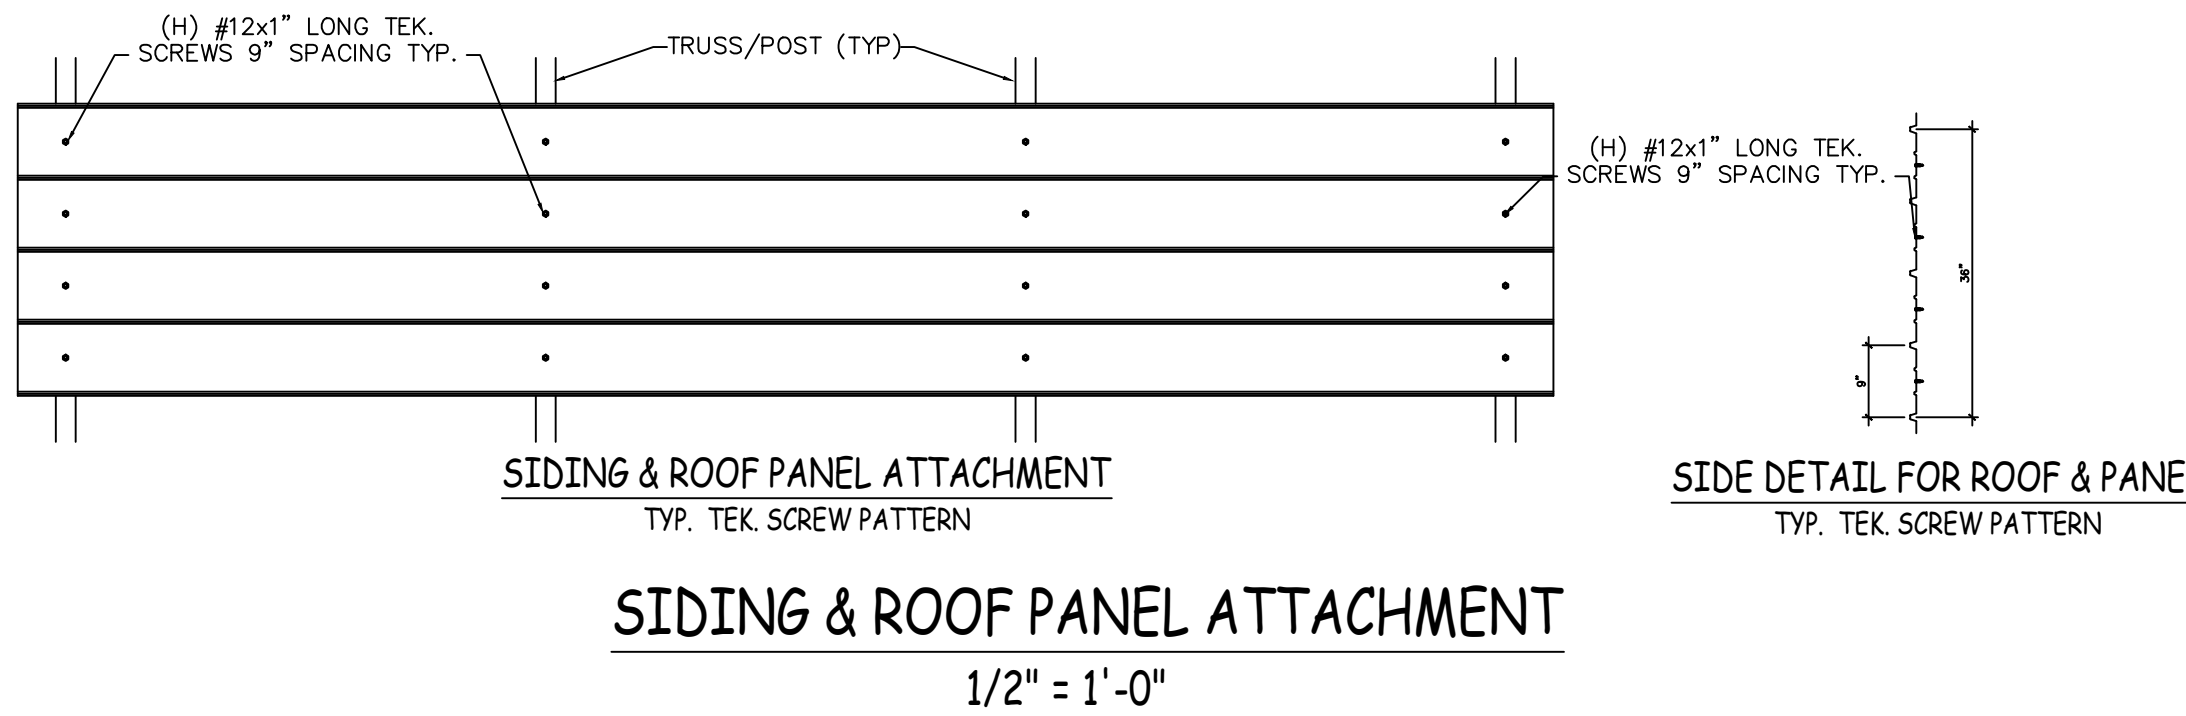 (H) #12x1" LONG TEK.
SCREWS 9" SPACING TYP.
TRUSS/POST (TYP)
(H) #12x1" LONG TEK.
SCREWS 9" SPACING TYP.
36"
9"
SIDING & ROOF PANEL ATTACHMENT
TYP. TEK. SCREW PATTERN
SIDE DETAIL FOR ROOF & PANE
TYP. TEK. SCREW PATTERN
SIDING & ROOF PANEL ATTACHMENT
1/2" = 1'-0"